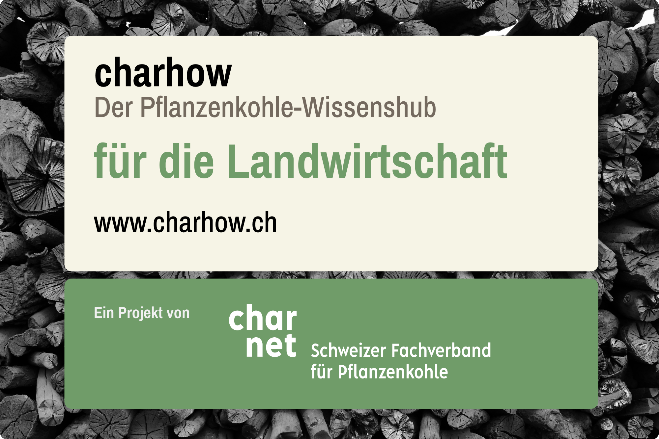 charhow
Der Pflanzenkohle-Wissenshub
für die Landwirtschaft
www.charhow.ch
Ein Projekt von
char
net
Schweizer Fachverband
für Pflanzenkohle